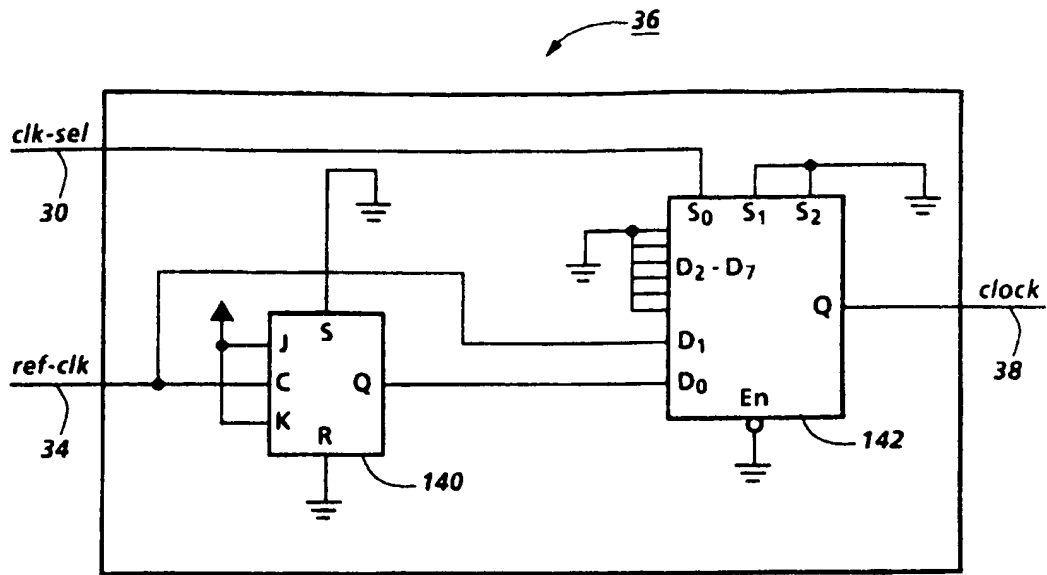 36
clk-sel
30
S0 S1 S2
D2 - D7
S
clock
Q
38
J
D1
ref-clk
C Q
D0
34
K
En
R
142
140